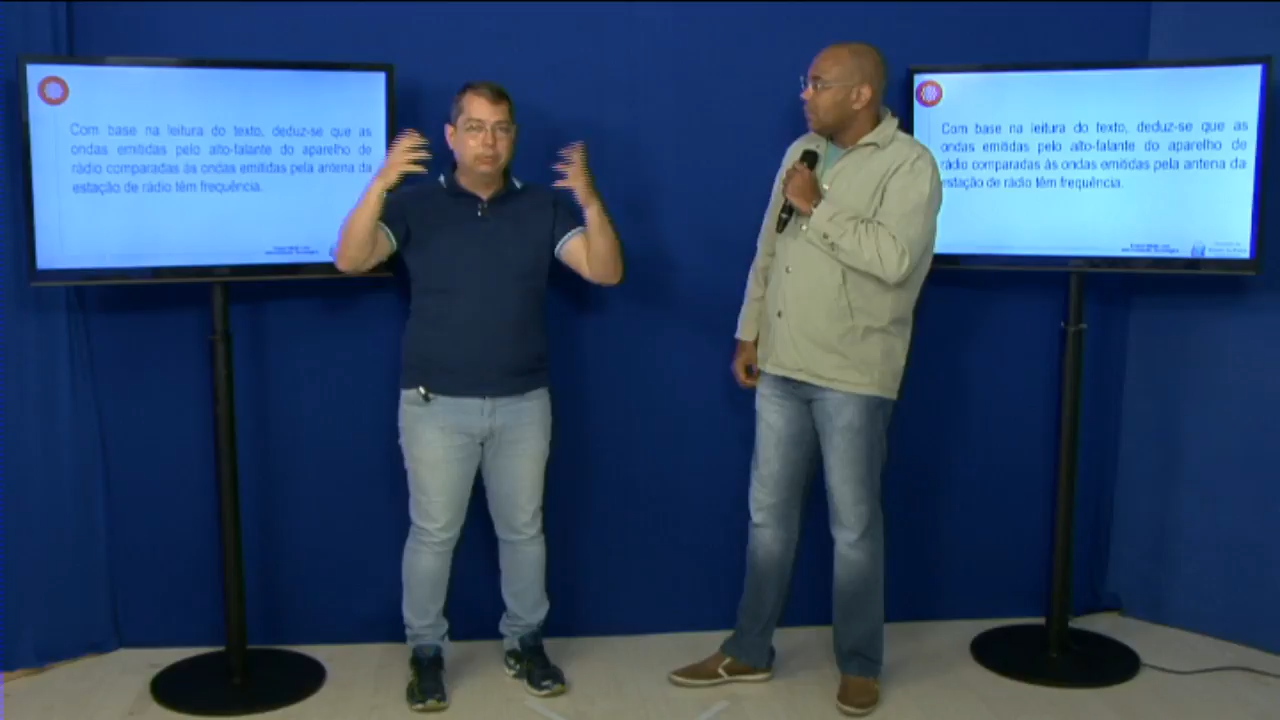 Com base na leitura do texto, deduz-se que as
ondas emitidas pelo alto-falante do aparelho de
rádio comparadas às ondas emitidas pela antena da
estação de rádio têm frequência.
Com base na leitura do texto, deduz-se que as
ondas emitidas pelo alto-falante do aparelho de
rádio comparadas às ondas emitidas pela antena da
estação de rádio têm frequência.